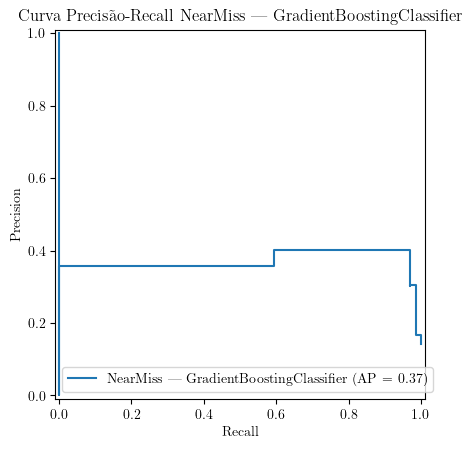 Curva Precisão-Recall NearMiss — GradientBoostingClassifier
1.0
0.8
0.6
0.4
0.2
0.0
Precision
NearMiss — GradientBoostingClassifier (AP = 0.37)
0.0 0.2 0.4 0.6 0.8 1.0
Recall